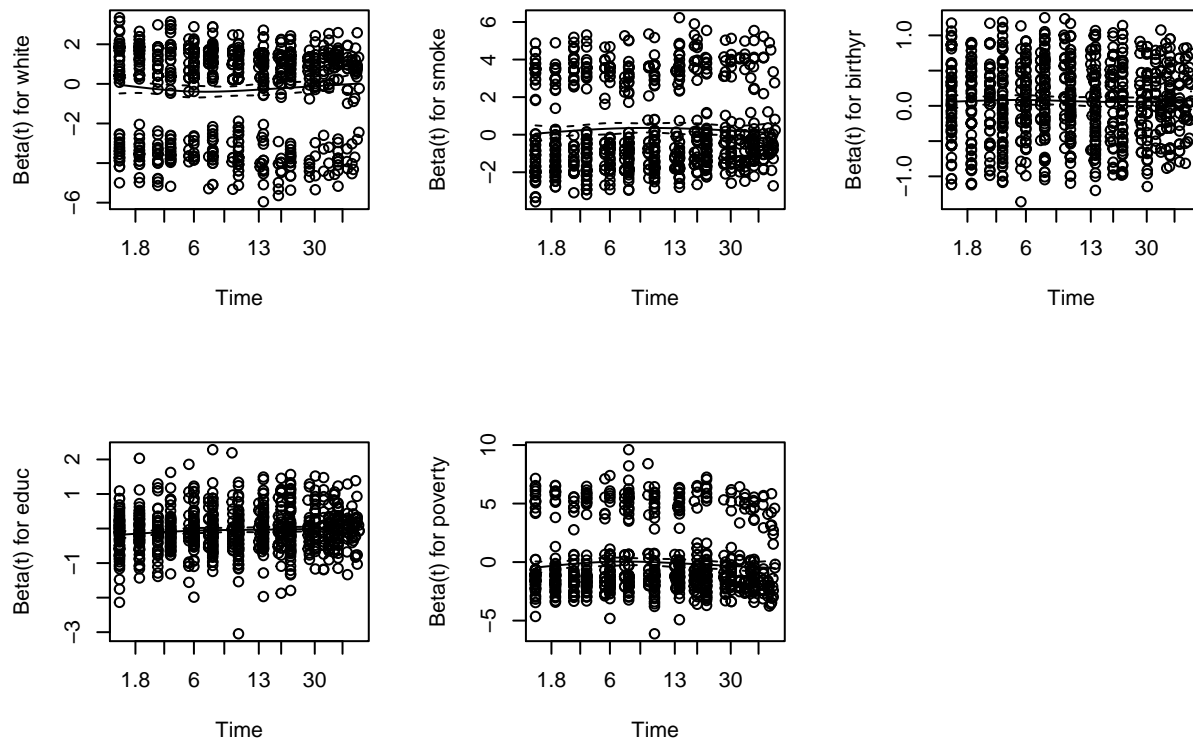 Beta(t) for white
2
0
−2
−6
1.8 6 13 30
Time
Beta(t) for smoke
6
4
2
0
−2
1.8 6 13 30
Time
Beta(t) for birthyr
1.0
0.0
−1.0
1.8 6 13 30
Time
Beta(t) for educ
2
1
−1
−3
1.8 6 13 30
Time
Beta(t) for poverty
10
5
0
−5
1.8 6 13 30
Time